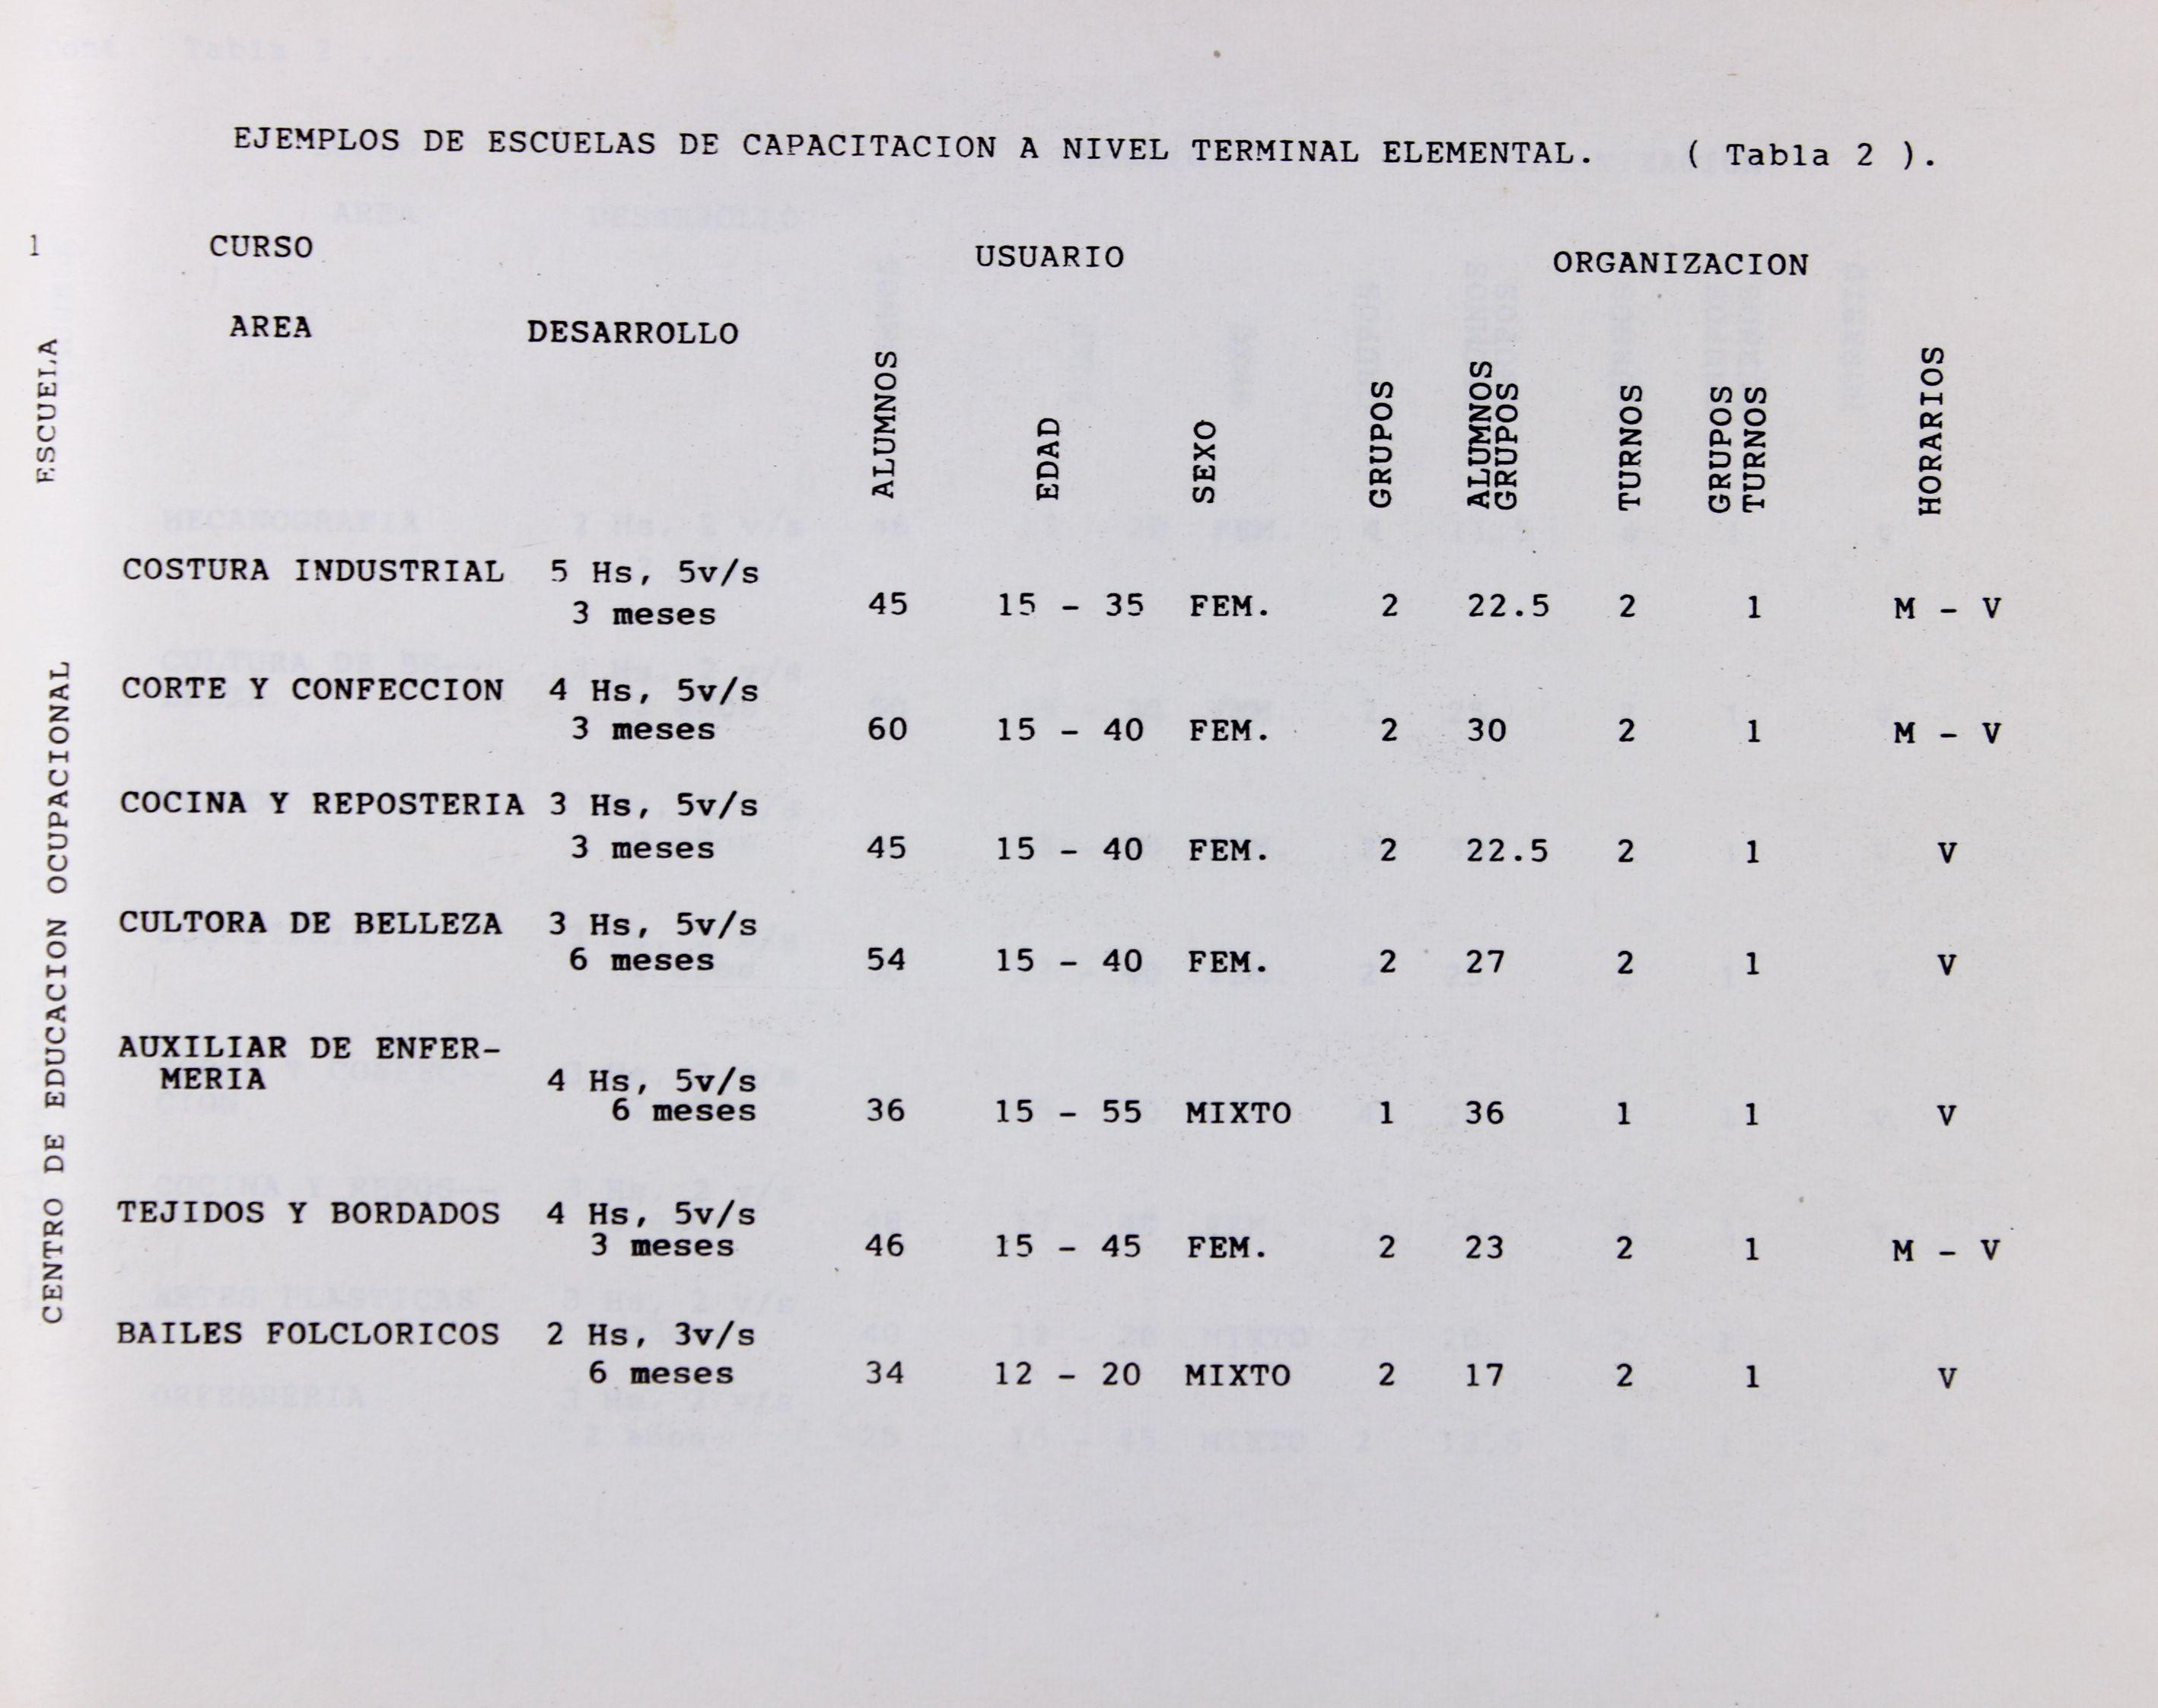 EJEMPLOS DE ESCUELAS DE CAPACITACION A NIVEL TERMINAL ELEMENTAL. ( Tabla 2 ).
1 CURSO USUARIO ORGANIZACION
AREA DESARROLLO
ESCUELA ALUMNOS EDAD SEXO GRUPOS ALUMNOS GRUPOS TURNOS GRUPOS TURNOS HORARIOS
CENTRO DE EDUCACION OCUPACIONAL
COSTURA INDUSTRIAL 5 Hs, 5v/s
3 meses 45 15 - 35 FEM. 2 22.5 2 1 M - V
CORTE Y CONFECCION 4 Hs, 5v/s
3 meses 60 15 - 40 FEM. 2 30 2 1 M - V
COCINA Y REPOSTERIA 3 Hs, 5v/s
3 meses 45 15 - 40 FEM. 2 22.5 2 1 V
CULTORA DE BELLEZA 3 Hs, 5v/s
6 meses 54 15 - 40 FEM. 2 27 2 1 V
AUXILIAR DE ENFER-
MERIA 4 Hs, 5v/s
6 meses 36 15 - 55 MIXTO 1 36 1 1 V
TEJIDOS Y BORDADOS 4 Hs, 5v/s
3 meses 46 15 - 45 FEM. 2 23 2 1 M - V
BAILES FOLCLORICOS 2 Hs, 3v/s
6 meses 34 12 - 20 MIXTO 2 17 2 1 V